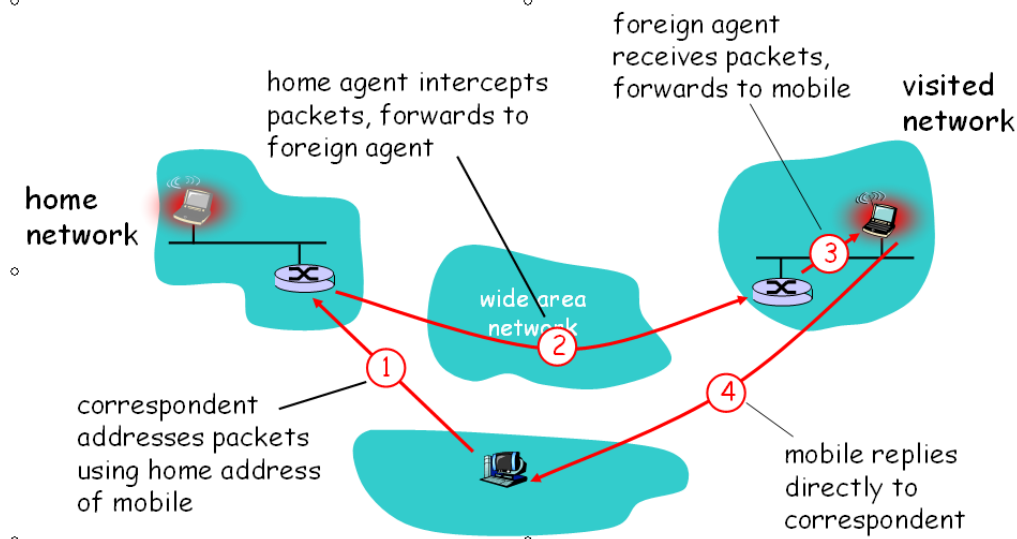 foreign agent
receives packets,
forwards to mobile
home agent intercepts
packets, forwards to
foreign agent
visited
network
home
network
3
wide area
network
2
1
4
correspondent
addresses packets
using home address
of mobile
mobile replies
directly to
correspondent